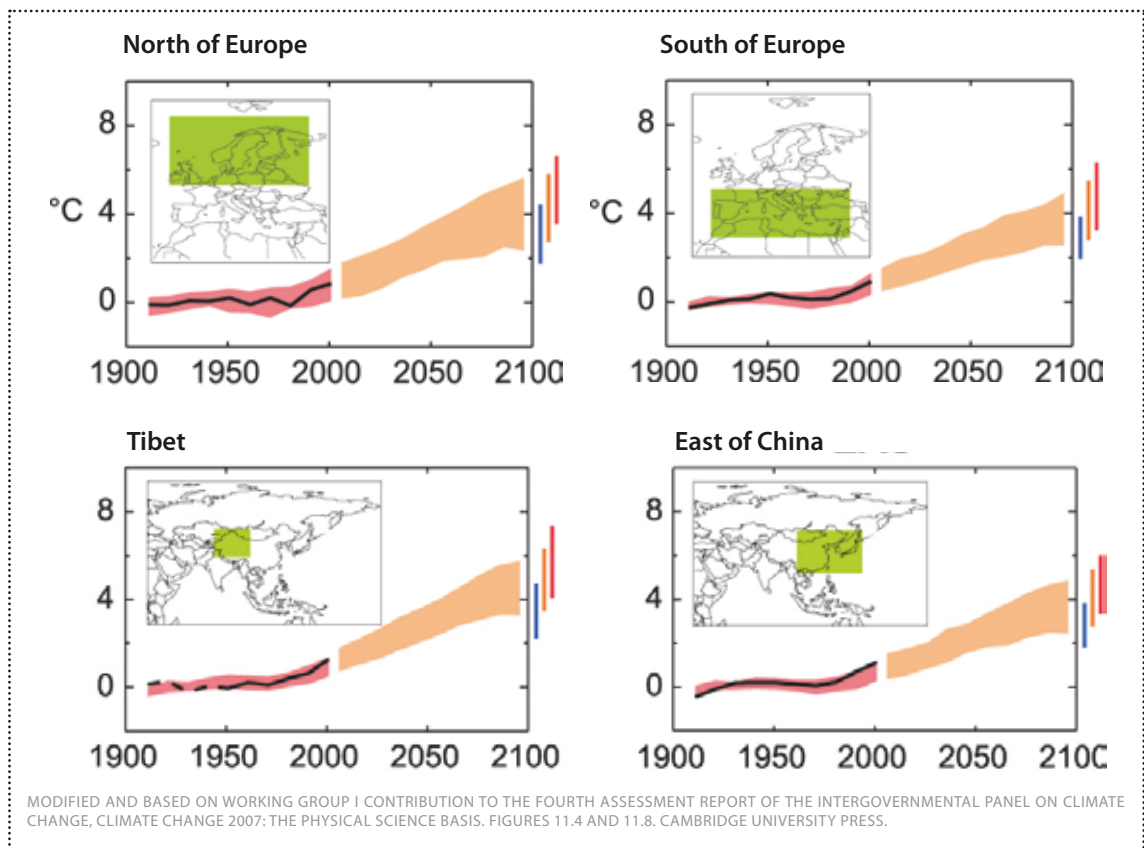 North of Europe
South of Europe
8
°C 4
0
1900 1950 2000 2050 2100
8
°C 4
0
1900 1950 2000 2050 2100
Tibet
East of China
8
4
0
1900 1950 2000 2050 2100
8
4
0
1900 1950 2000 2050 2100
MODIFIED AND BASED ON WORKING GROUP I CONTRIBUTION TO THE FOURTH ASSESSMENT REPORT OF THE INTERGOVERNMENTAL PANEL ON CLIMATE
CHANGE, CLIMATE CHANGE 2007: THE PHYSICAL SCIENCE BASIS. FIGURES 11.4 AND 11.8. CAMBRIDGE UNIVERSITY PRESS.